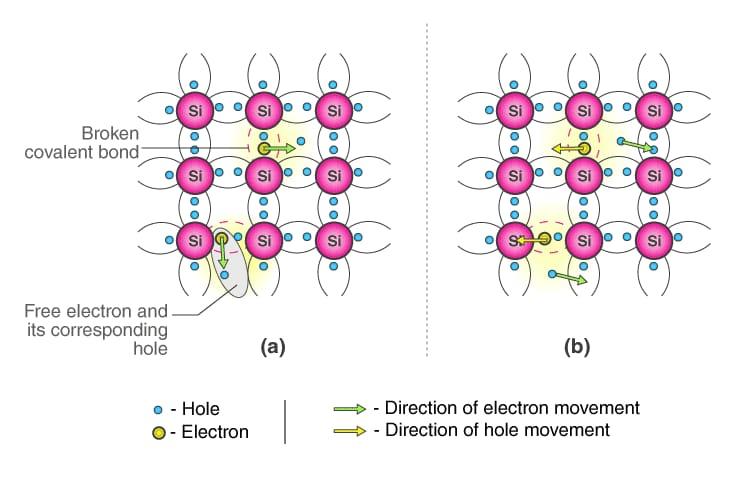 Si Si Si Si Si Si
Broken
covalent bond
Si Si Si Si Si Si
Si Si Si S Si Si
Free electron and
its corresponding
hole
(a) (b)
- Hole
- Electron
- Direction of electron movement
- Direction of hole movement